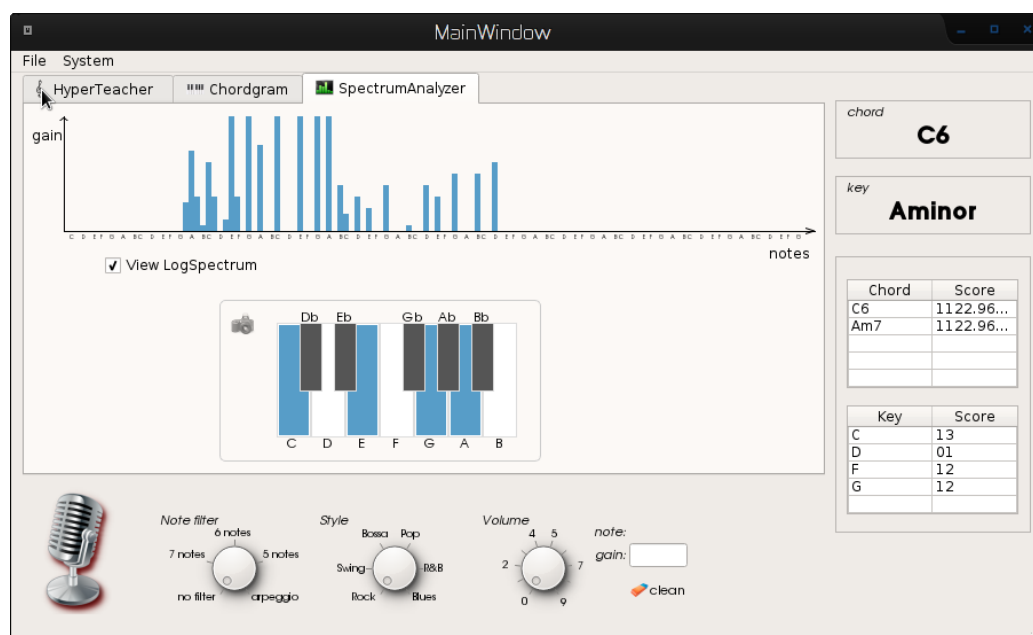 MainWindow
File System
HyperTeacher Chordgram SpectrumAnalyzer
gain
notes
View LogSpectrum
Db Eb Gb Ab Bb
C D E F G A B
chord
C6
key
Aminor
Chord Score
C6 1122.96...
Am7 1122.96...
Key Score
C 13
D 01
F 12
G 12
Note filter
6 notes
7 notes 5 notes
no filter arpeggio
Style
Bossa Pop
Swing R&B
Rock Blues
Volume
4 5
2 7
0 9
note:
gain:
clean